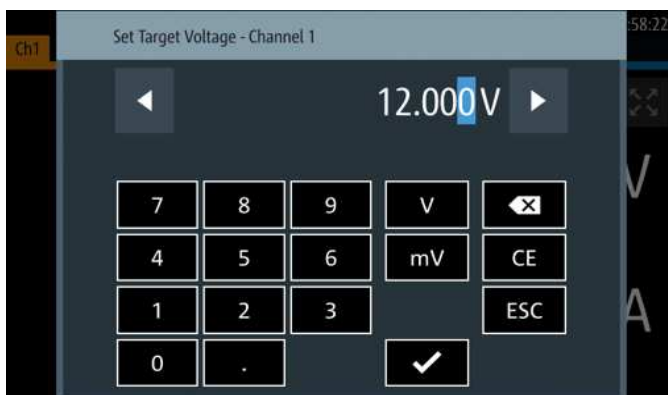 Set Target Voltage - Channel 1
:58:22
Ch1
12.000 V
V
7 8 9 V
4 5 6 mV CE
1 2 3 ESC
A
0 .